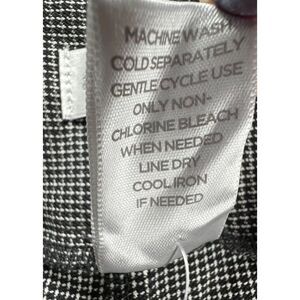 MACHINE WASH
COLD SEPARATELY
GENTLE CYCLE USE
ONLY NON-
CHLORINE BLEACH
WHEN NEEDED
LINE DRY
COOL IRON
IF NEEDED